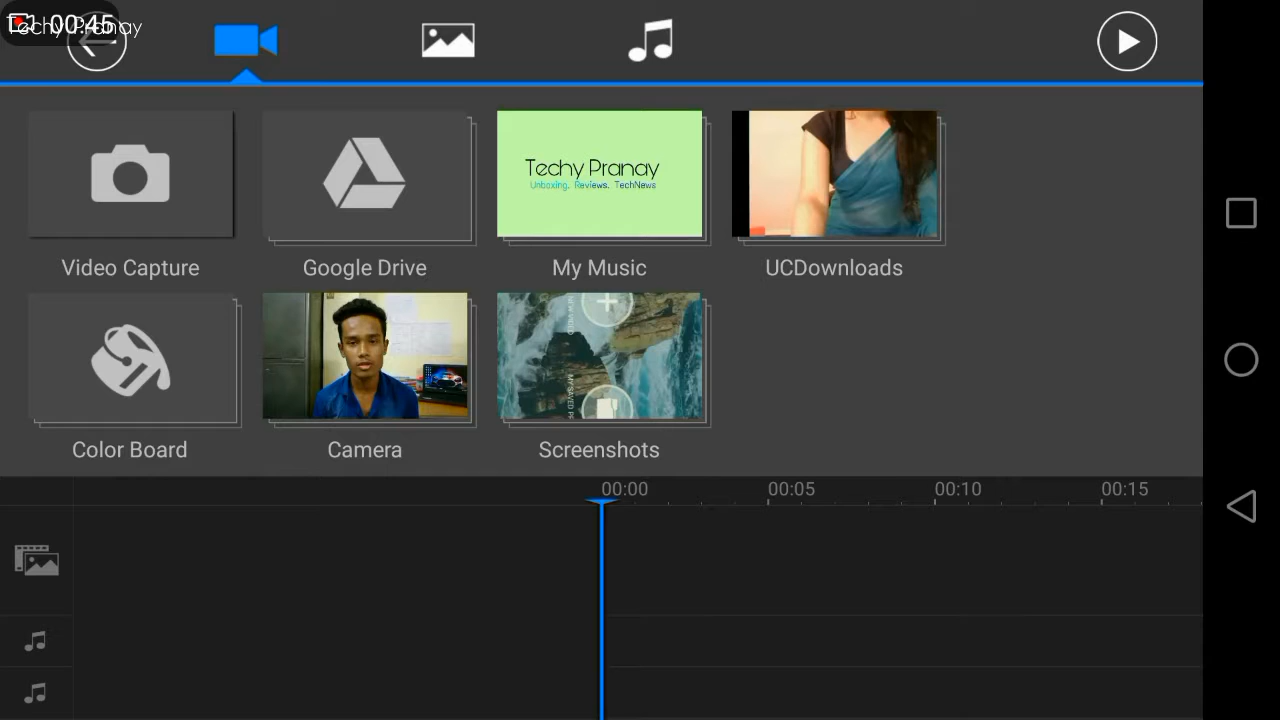 Techy Pranay
00:45
Techy Pranay
Unboxing. Reviews. TechNews
Video Capture
Google Drive
My Music
UCDownloads
Color Board
Camera
Screenshots
00:00
00:05
00:10
00:15